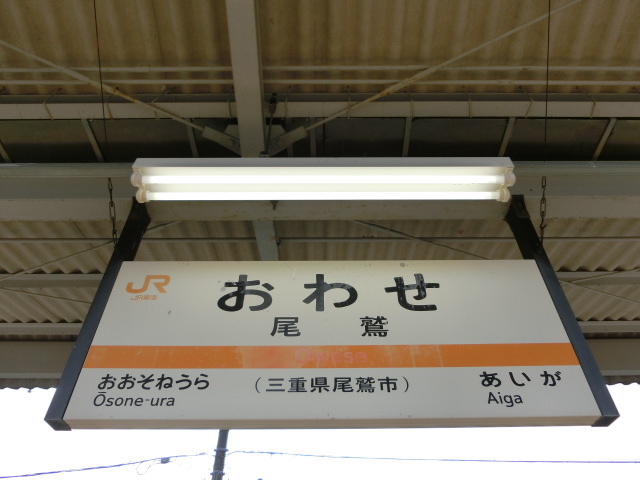 JR
JR東海
おわせ
尾鷲
おおそねうら
Ōsone-ura
(三重県尾鷲市)
あいが
Aiga